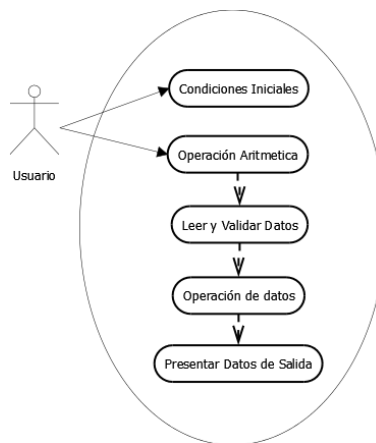 Condiciones Iniciales
Operación Aritmetica
Usuario
Leer y Validar Datos
Operación de datos
Presentar Datos de Salida